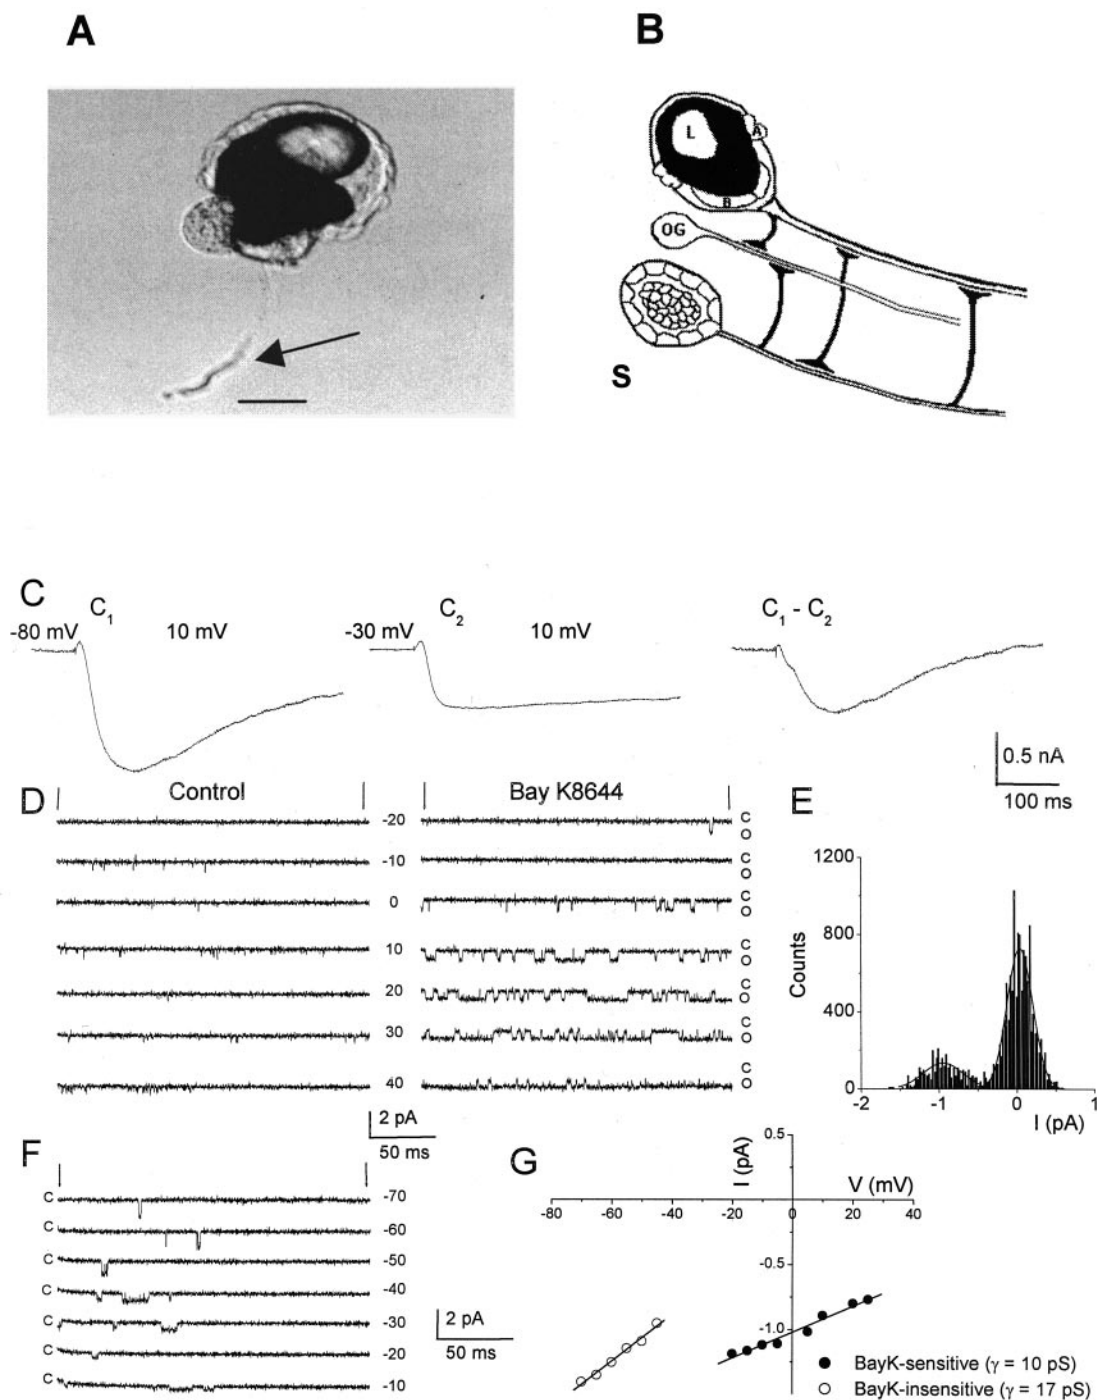 A
B
L
A
B
OG
S
C
C1
C2
C1 - C2
-80 mV
10 mV
-30 mV
10 mV
0.5 nA
100 ms
D
Control
Bay K8644
-20
C
O
-10
C
O
0
C
O
10
C
O
20
C
O
30
C
O
40
C
O
2 pA
50 ms
E
1200
800
400
0
Counts
-2
-1
0
1
I (pA)
F
C
-70
C
-60
C
-50
C
-40
C
-30
C
-20
C
-10
2 pA
50 ms
G
I (pA)
0.5
V (mV)
-80
-60
-40
-20
0
20
40
-0.5
-1.0
BayK-sensitive (γ = 10 pS)
BayK-insensitive (γ = 17 pS)